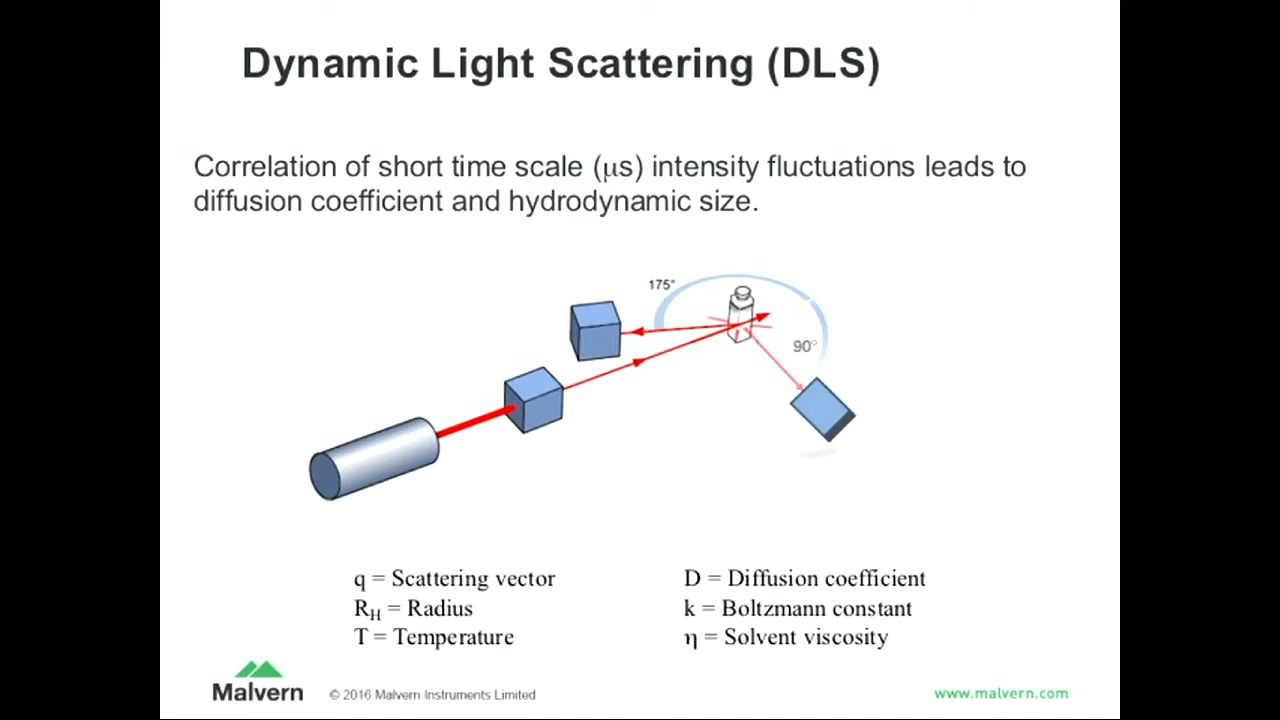 Dynamic Light Scattering (DLS)
Correlation of short time scale (μs) intensity fluctuations leads to
diffusion coefficient and hydrodynamic size.
175°
90°
q = Scattering vector
R_H = Radius
T = Temperature
D = Diffusion coefficient
k = Boltzmann constant
η = Solvent viscosity
Malvern
© 2016 Malvern Instruments Limited
www.malvern.com